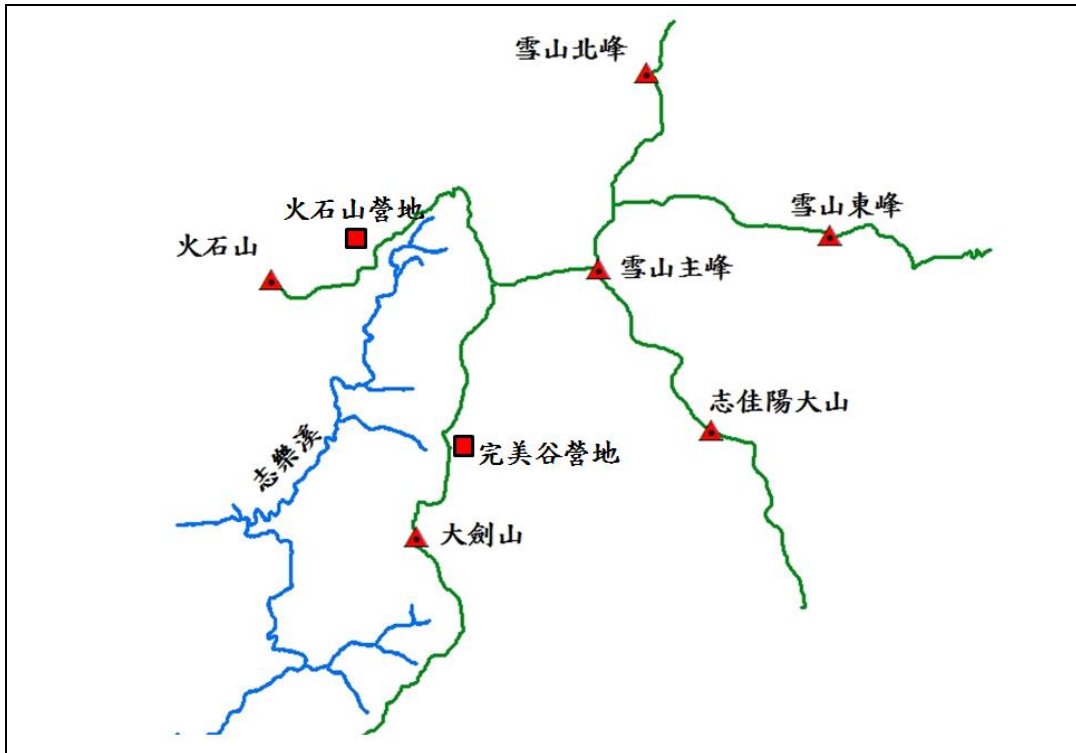 雪山北峰
火石山營地
雪山東峰
火石山
雪山主峰
志佳陽大山
志樂溪
完美谷營地
大劍山